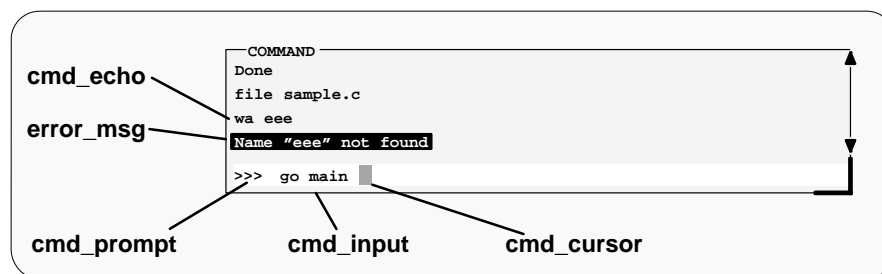 COMMAND
Done
cmd_echo
file sample.c
wa eee
error_msg
Name ”eee” not found
>>> go main
cmd_prompt cmd_input cmd_cursor